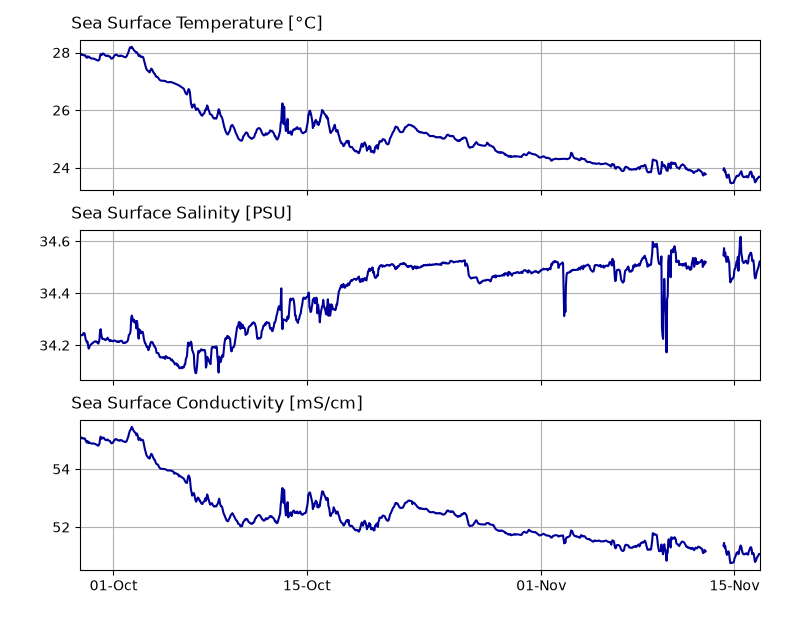 Sea Surface Temperature [°C]
28
26
24
Sea Surface Salinity [PSU]
34.6
34.4
34.2
Sea Surface Conductivity [mS/cm]
54
52
01-Oct 15-Oct 01-Nov 15-Nov